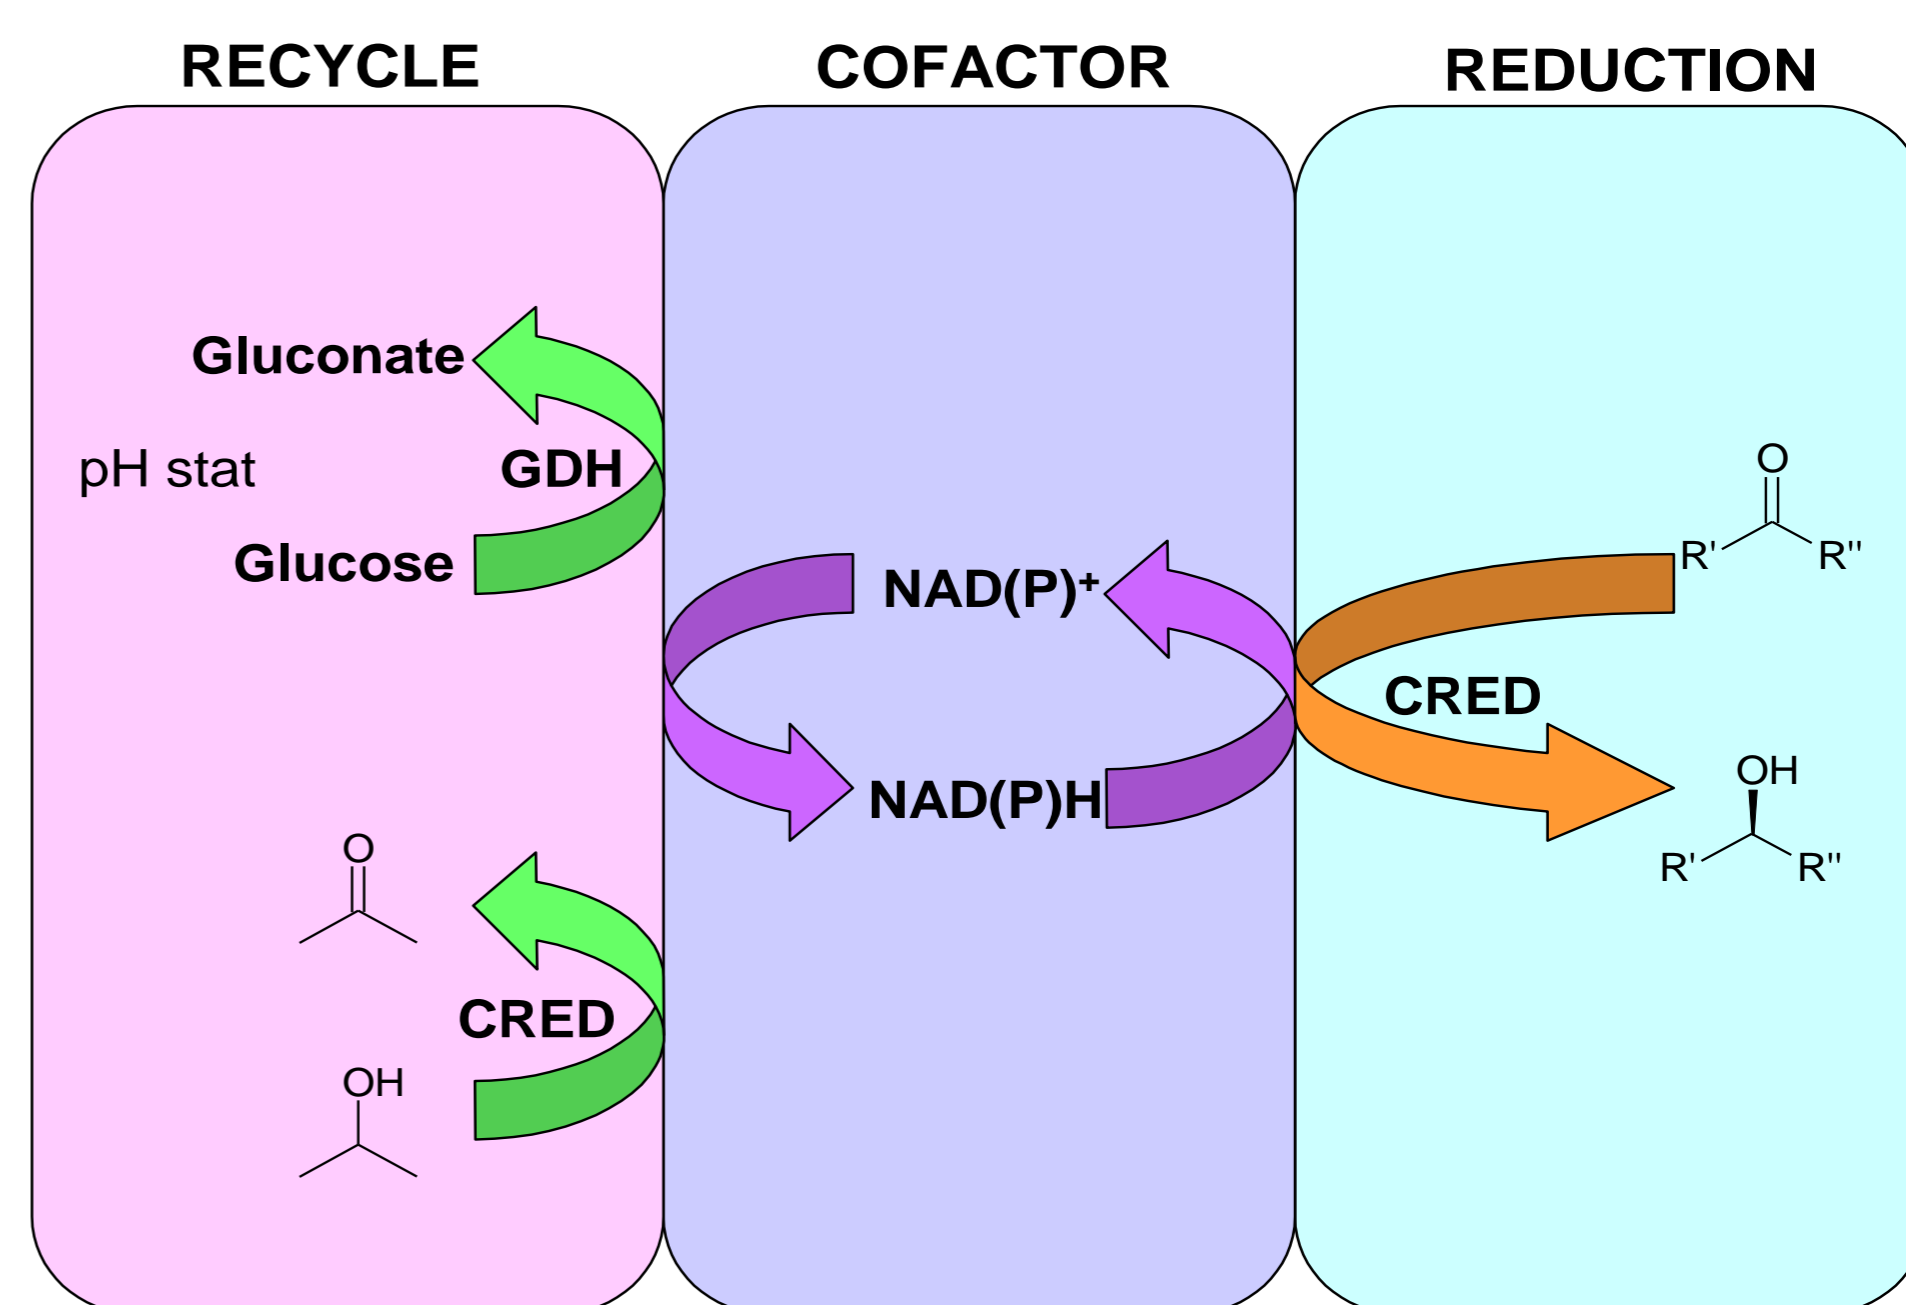 RECYCLE
COFACTOR
REDUCTION
Gluconate
pH stat
GDH
Glucose
O
CRED
OH
NAD(P)⁺
NAD(P)H
O
R' R"
CRED
OH
R' R"